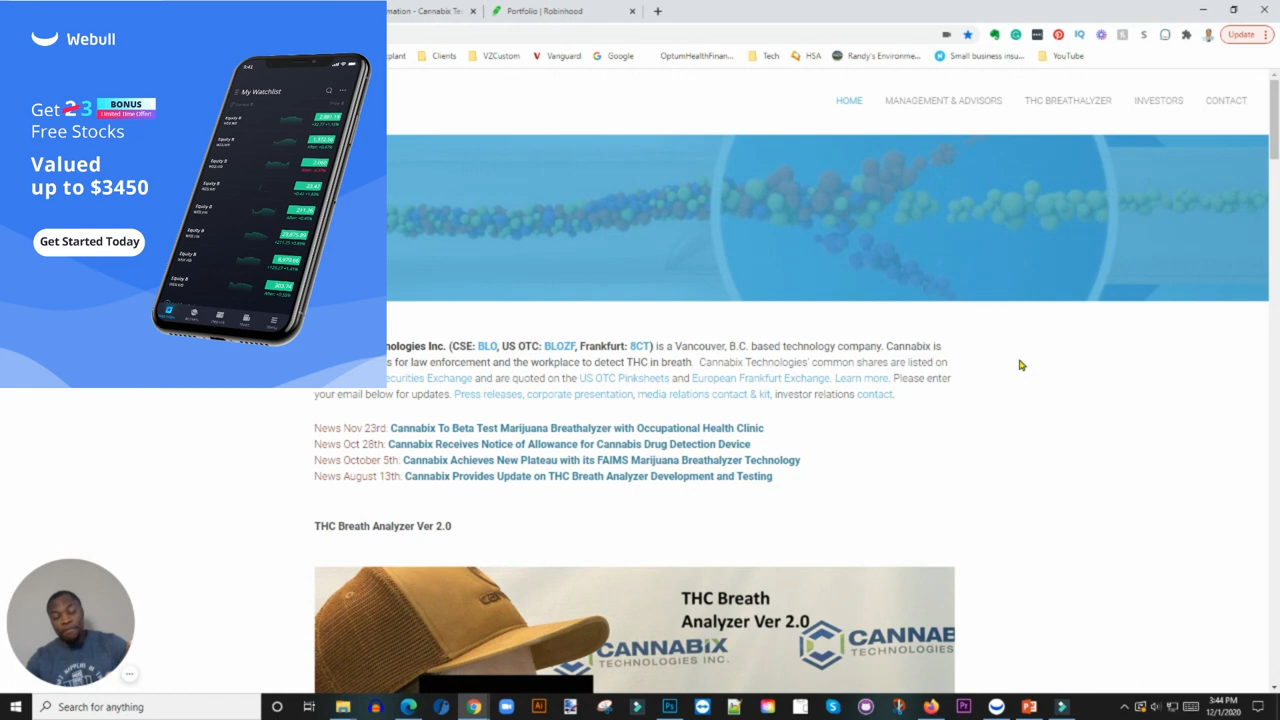 mation - Cannabix Te
Portfolio | Robinhood
Update
plant
Clients
VZCustom
Vanguard
Google
OptumHealthFinan...
Tech
HSA
Randy's Environme...
Small business insu...
YouTube
Webull
Get 2 3 BONUS
Limited Time Offer!
Free Stocks
Valued
up to $3450
Get Started Today
9:41
My Watchlist
HOME
MANAGEMENT & ADVISORS
THC BREATHALYZER
INVESTORS
CONTACT
nologies Inc. (CSE: BLO, US OTC: BLOZF, Frankfurt: 8CT) is a Vancouver, B.C. based technology company. Cannabix is
s for law enforcement and the workplace to detect THC in breath. Cannabix Technologies' common shares are listed on
ecurities Exchange and are quoted on the US OTC Pinksheets and European Frankfurt Exchange. Learn more. Please enter
your email below for updates. Press releases, corporate presentation, media relations contact & kit, investor relations contact.
News Nov 23rd: Cannabix To Beta Test Marijuana Breathalyzer with Occupational Health Clinic
News Oct 28th: Cannabix Receives Notice of Allowance for Cannabis Drug Detection Device
News October 5th: Cannabix Achieves New Plateau with its FAIMS Marijuana Breathalyzer Technology
News August 13th: Cannabix Provides Update on THC Breath Analyzer Development and Testing
THC Breath Analyzer Ver 2.0
THC Breath
Analyzer Ver 2.0
CANNABIX
TECHNOLOGIES INC.
CANNAB
TECHNOLOGIES
Type here to search
3:44 PM
12/1/2020